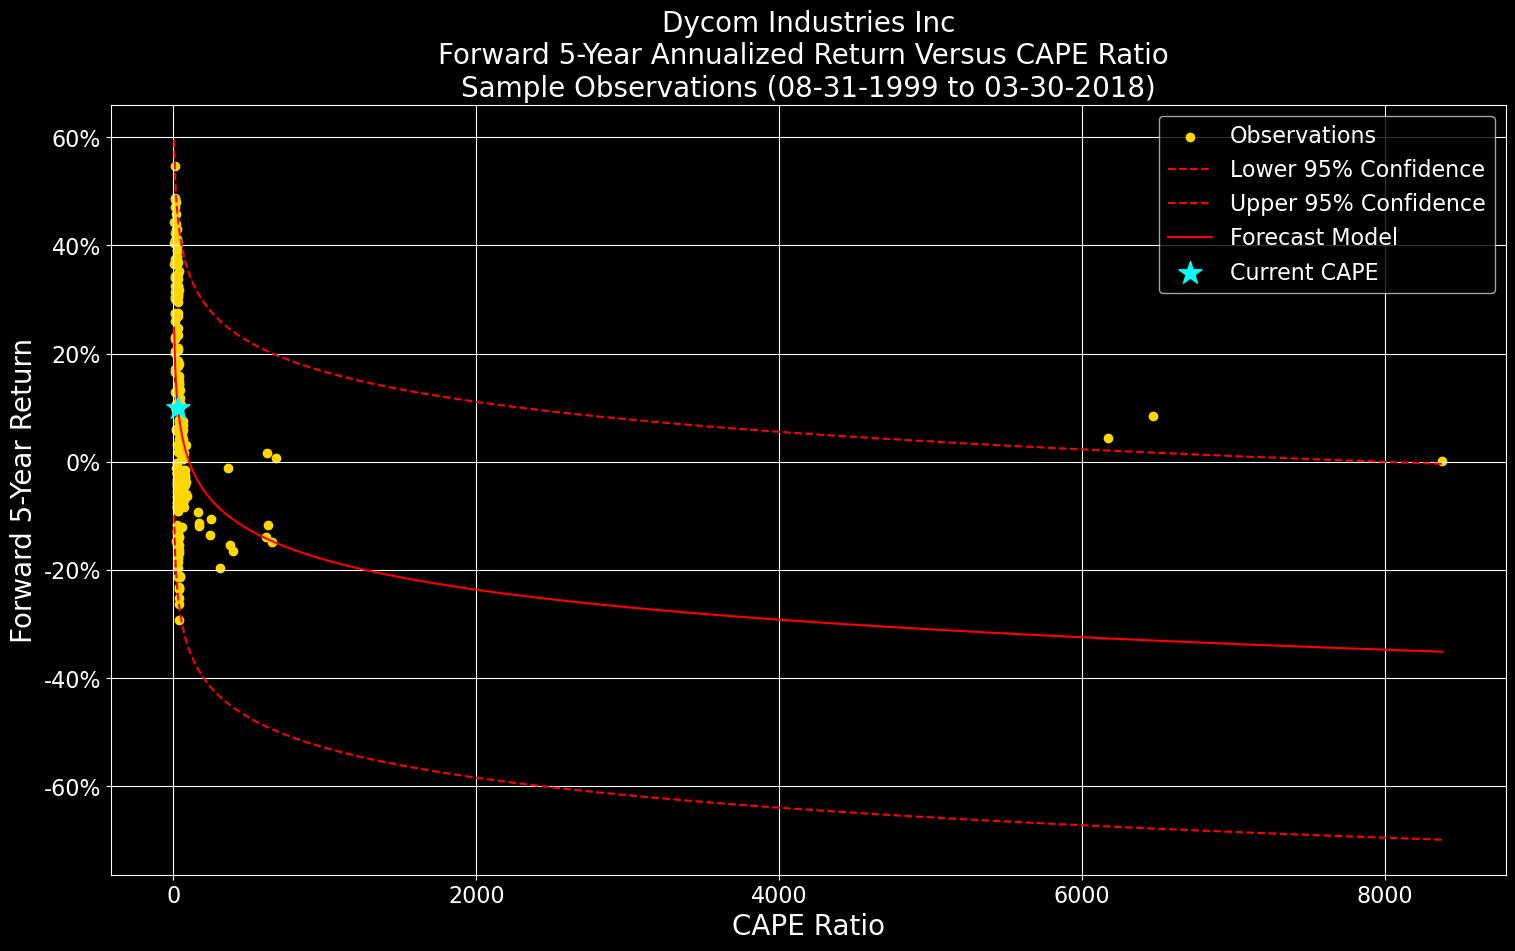 Dycom Industries Inc
Forward 5-Year Annualized Return Versus CAPE Ratio
Sample Observations (08-31-1999 to 03-30-2018)
Observations
Lower 95% Confidence
Upper 95% Confidence
Forecast Model
Current CAPE
Forward 5-Year Return
60%
40%
20%
0%
-20%
-40%
-60%
0 2000 4000 6000 8000
CAPE Ratio